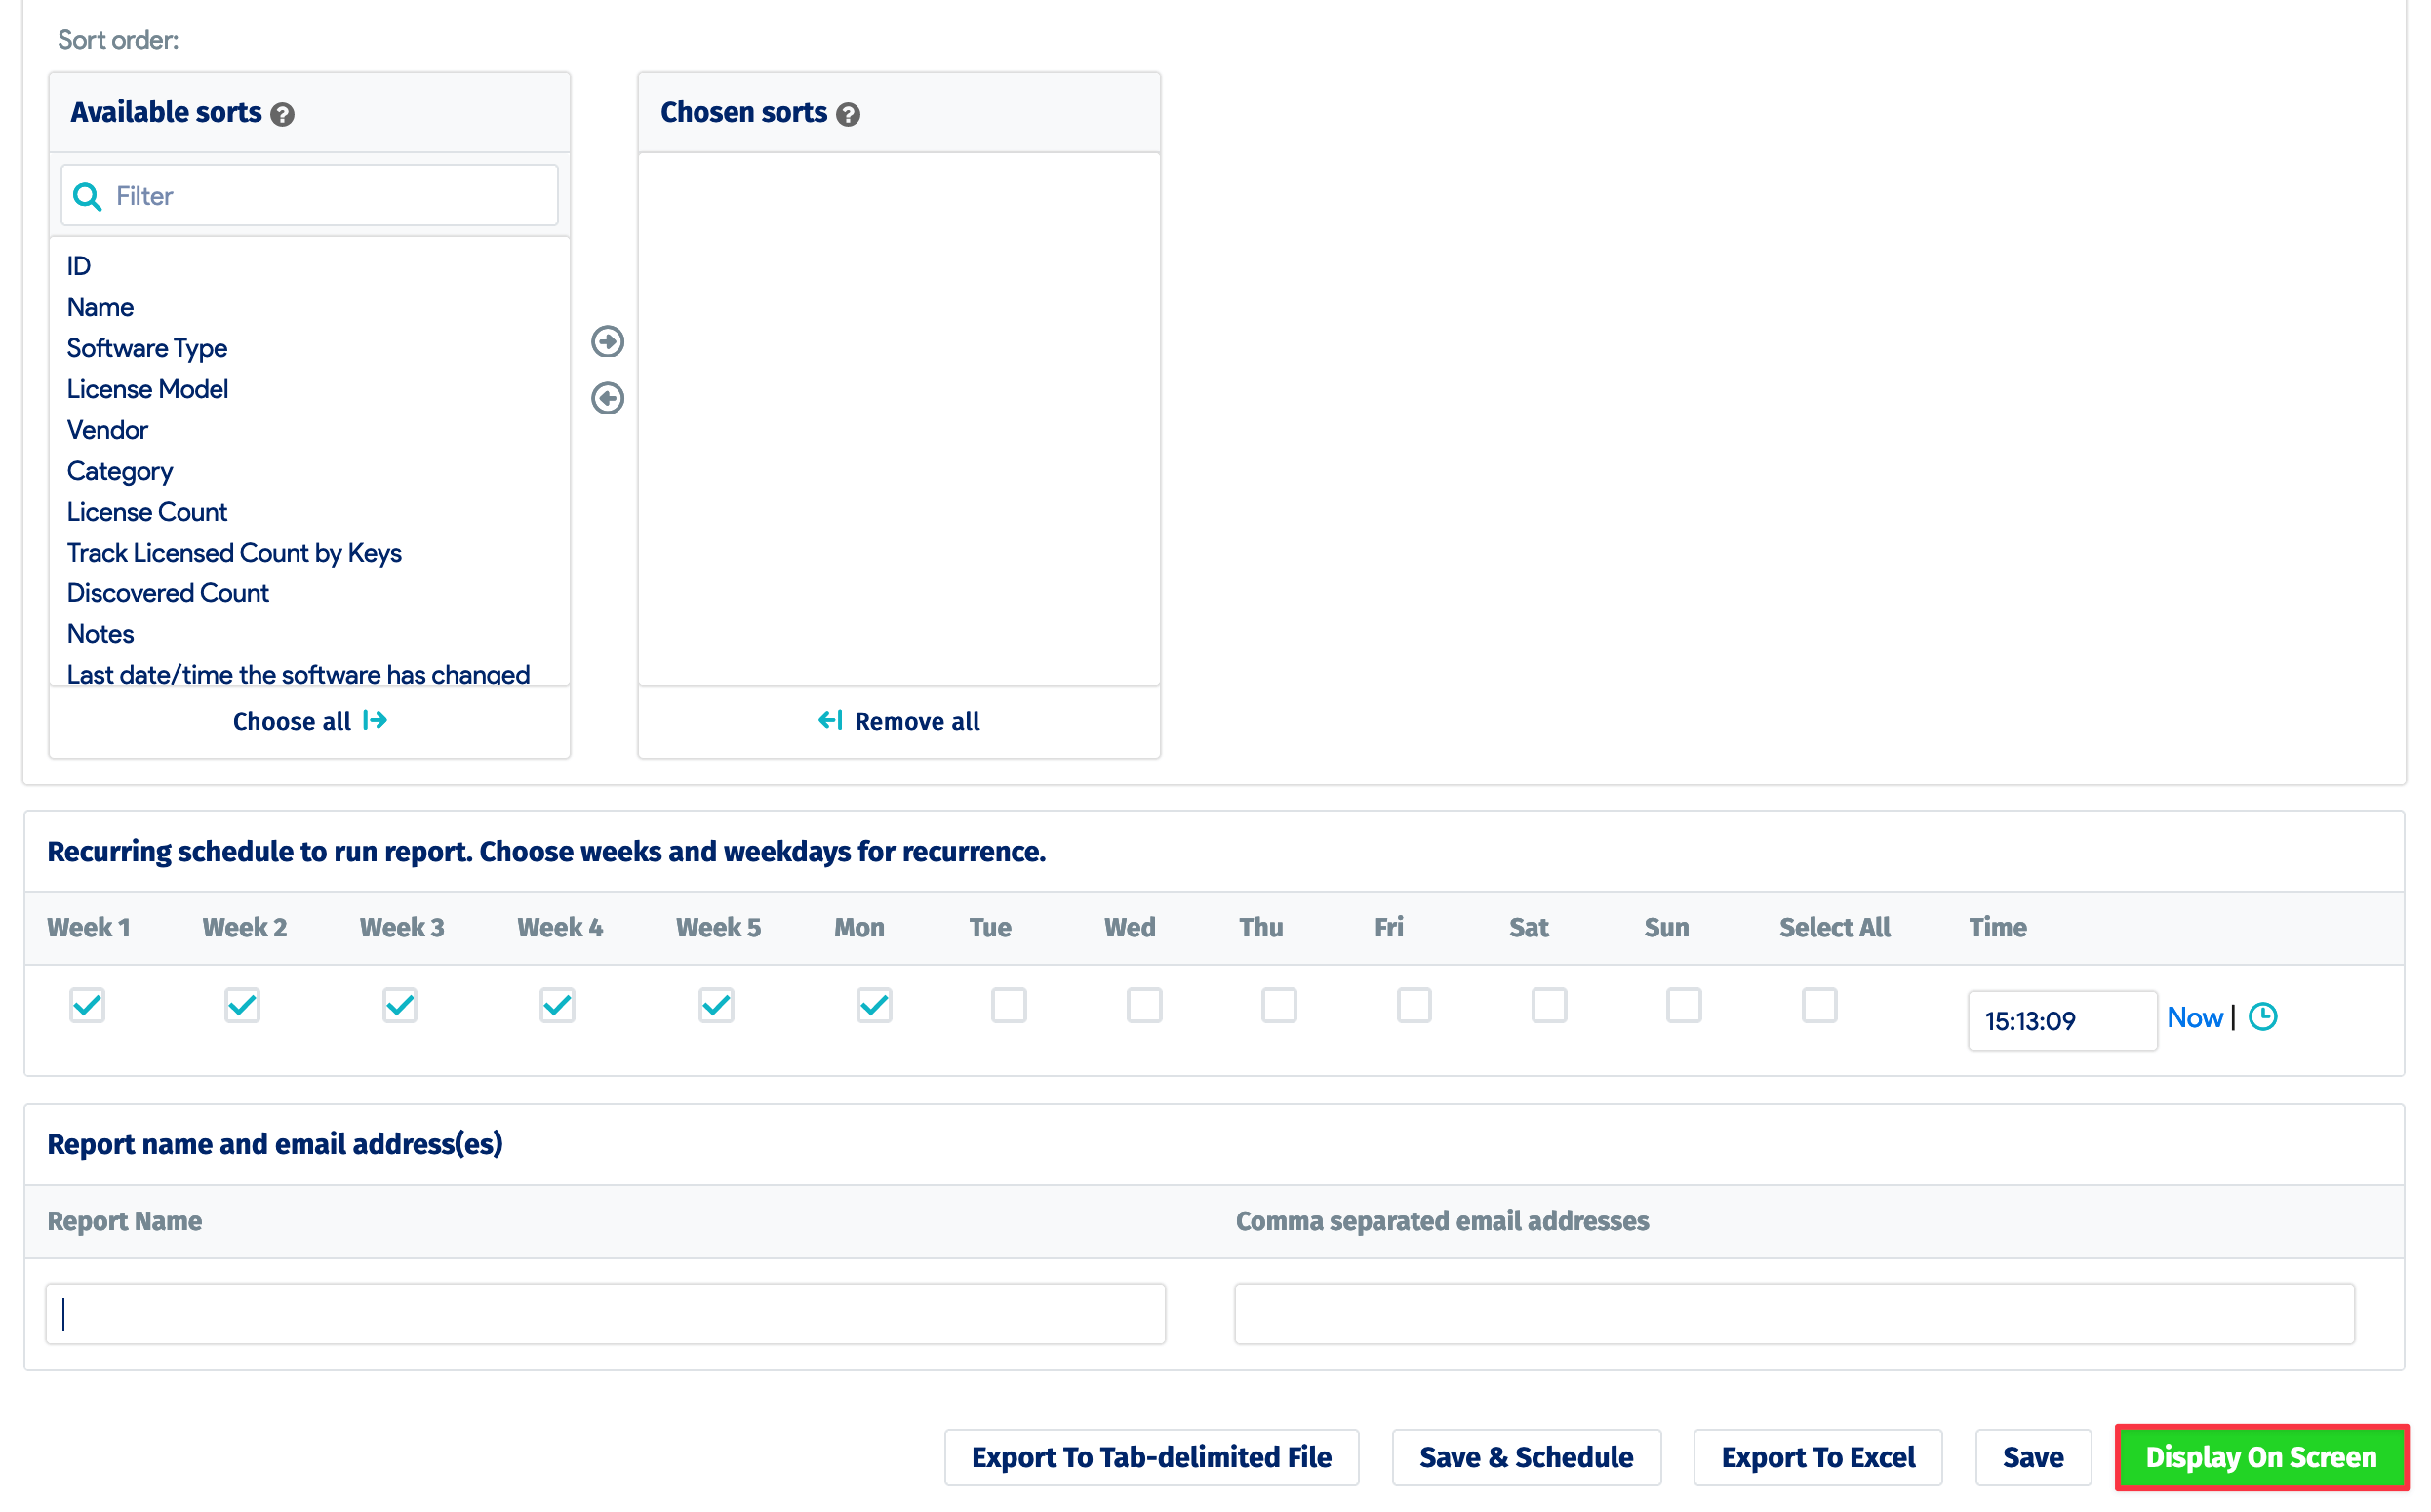 Sort order:
Available sorts ?
Chosen sorts ?
Filter
ID
Name
Software Type
License Model
Vendor
Category
License Count
Track Licensed Count by Keys
Discovered Count
Notes
Last date/time the software has changed
Choose all
Remove all
Recurring schedule to run report. Choose weeks and weekdays for recurrence.
Week 1 Week 2 Week 3 Week 4 Week 5 Mon Tue Wed Thu Fri Sat Sun Select All Time
15:13:09 Now |
Report name and email address(es)
Report Name Comma separated email addresses
Export To Tab-delimited File Save & Schedule Export To Excel Save Display On Screen